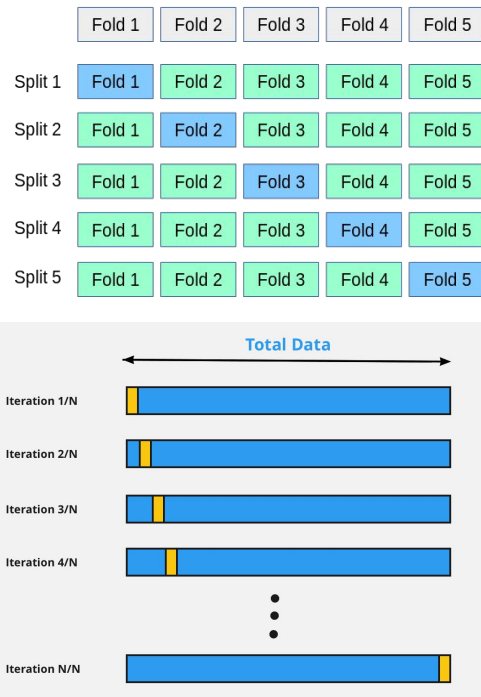 Fold 1 Fold 2 Fold 3 Fold 4 Fold 5
Split 1 Fold 1 Fold 2 Fold 3 Fold 4 Fold 5
Split 2 Fold 1 Fold 2 Fold 3 Fold 4 Fold 5
Split 3 Fold 1 Fold 2 Fold 3 Fold 4 Fold 5
Split 4 Fold 1 Fold 2 Fold 3 Fold 4 Fold 5
Split 5 Fold 1 Fold 2 Fold 3 Fold 4 Fold 5
Total Data
Iteration 1/N
Iteration 2/N
Iteration 3/N
Iteration 4/N
Iteration N/N